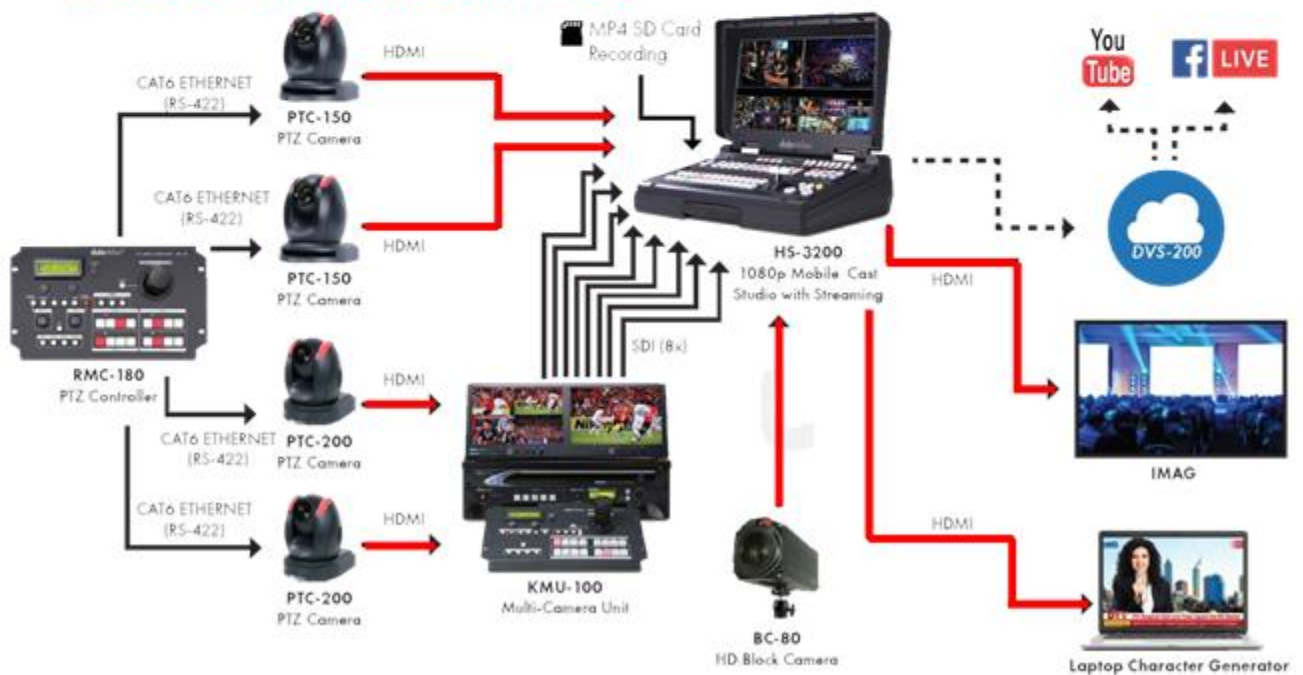 MP4 SD Card
Recording
You
Tube
f LIVE
HDMI
CAT6 ETHERNET
(RS-422)
PTC-150
PTZ Camera
CAT6 ETHERNET
(RS-422)
HDMI
PTC-150
PTZ Camera
HS-3200
1080p Mobile Cast
Studio with Streaming
HDMI
DVS-200
SDI (8x)
RMC-180
PTZ Controller
HDMI
CAT6 ETHERNET
(RS-422)
PTC-200
PTZ Camera
IMAG
CAT6 ETHERNET
(RS-422)
HDMI
HDMI
PTC-200
PTZ Camera
KMU-100
Multi-Camera Unit
BC-80
HD Block Camera
Laptop Character Generator